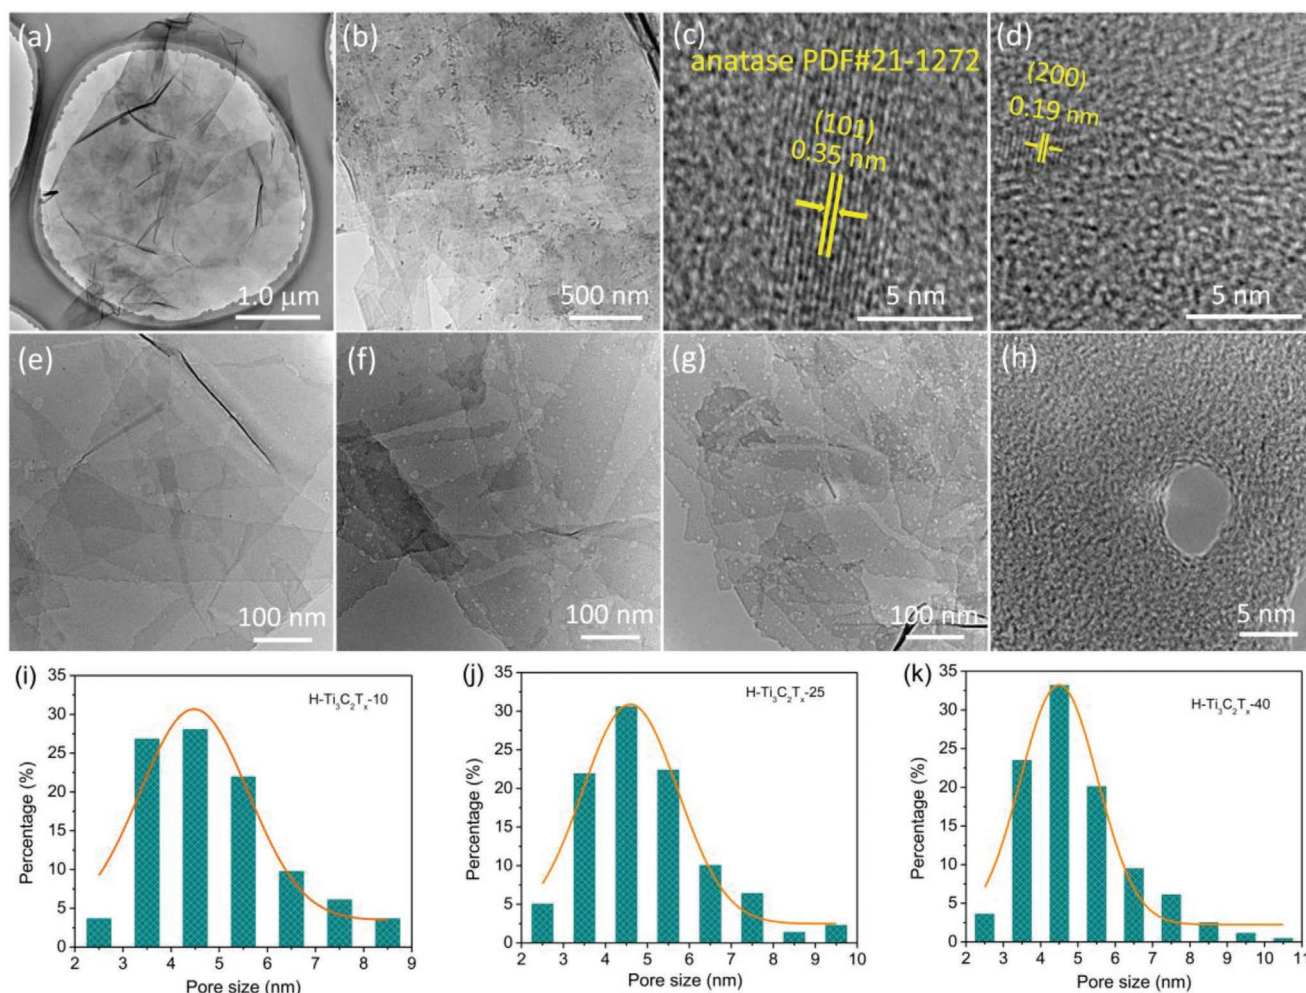 (a)
1.0 μm
(b)
500 nm
(c)
anatase PDF#21-1272
(101)
0.35 nm
5 nm
(d)
(200)
0.19 nm
5 nm
(e)
100 nm
(f)
100 nm
(g)
100 nm
(h)
5 nm
(i)
H-Ti₃C₂Tₓ-10
Percentage (%)
35
30
25
20
15
10
5
0
2 3 4 5 6 7 8 9
Pore size (nm)
(j)
H-Ti₃C₂Tₓ-25
Percentage (%)
35
30
25
20
15
10
5
0
2 3 4 5 6 7 8 9 10
Pore size (nm)
(k)
H-Ti₃C₂Tₓ-40
Percentage (%)
35
30
25
20
15
10
5
0
2 3 4 5 6 7 8 9 10 11
Pore size (nm)